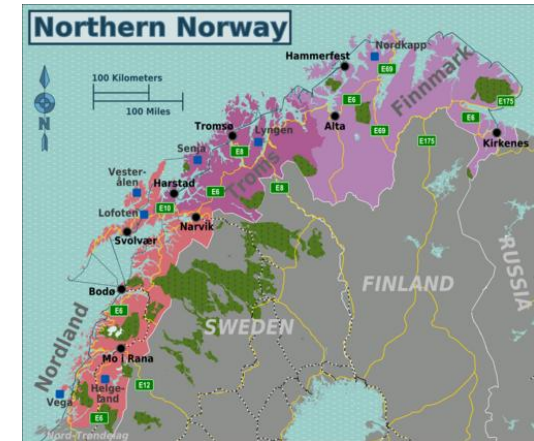 Northern Norway
100 Kilometers
100 Miles
N
Hammerfest
Nordkapp
E69
Finnmark
E6
E175
E6
Alta
E69
E175
Kirkenes
Tromsø
Lyngen
E8
Senja
Troms
Vester-
ålen
Harstad
E6
E8
E10
Lofoten
Narvik
Svolvær
Bodø
FINLAND
RUSSIA
SWEDEN
Nordland
E6
Mo i Rana
Helge-
land
E12
Vega
E6
Nord-Trøndelag